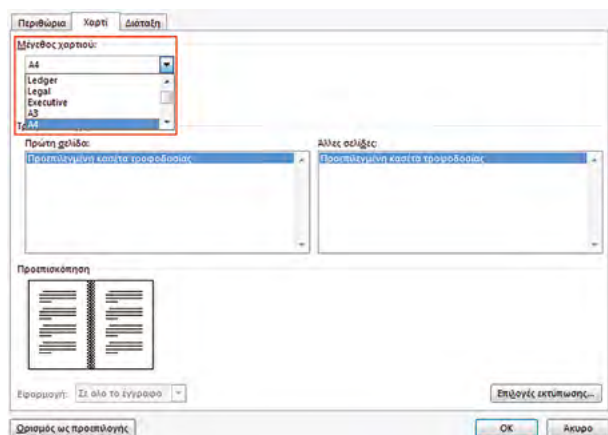 Περιθώρια Χαρτί Διάταξη
Μέγεθος χαρτιού:
A4
Ledger
Legal
Executive
A3
A4
Πρώτη σελίδα: Άλλες σελίδες:
Προεπιλεγμένη κασέτα τροφοδοσίας Προεπιλεγμένη κασέτα τροφοδοσίας
Προεπισκόπηση
Εφαρμογή: Σε όλο το έγγραφο
Επιλογές εκτύπωσης...
Ορισμός ως προεπιλογής OK Άκυρο